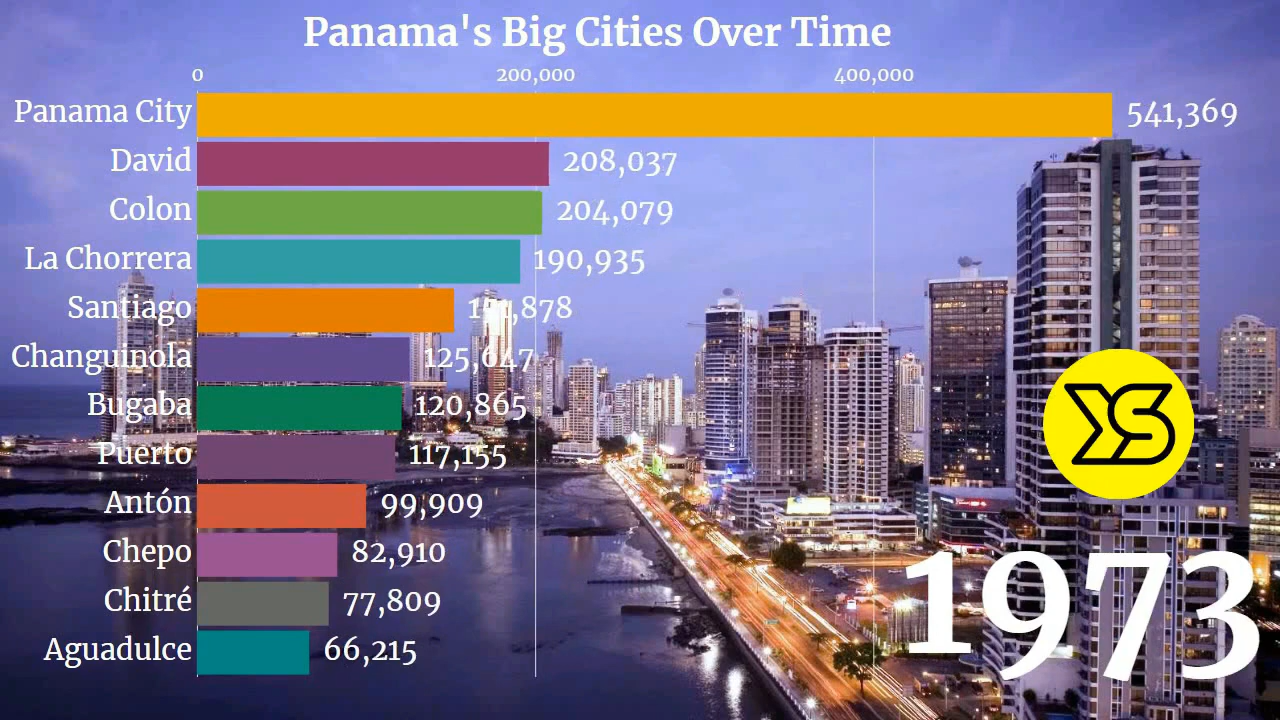 Panama's Big Cities Over Time
0 200,000 400,000
Panama City 541,369
David 208,037
Colon 204,079
La Chorrera 190,935
Santiago
Changuinola 125,647
Bugaba 120,865
Puerto 117,155
Antón 99,909
Chepo 82,910
Chitré 77,809
Aguadulce 66,215
1973